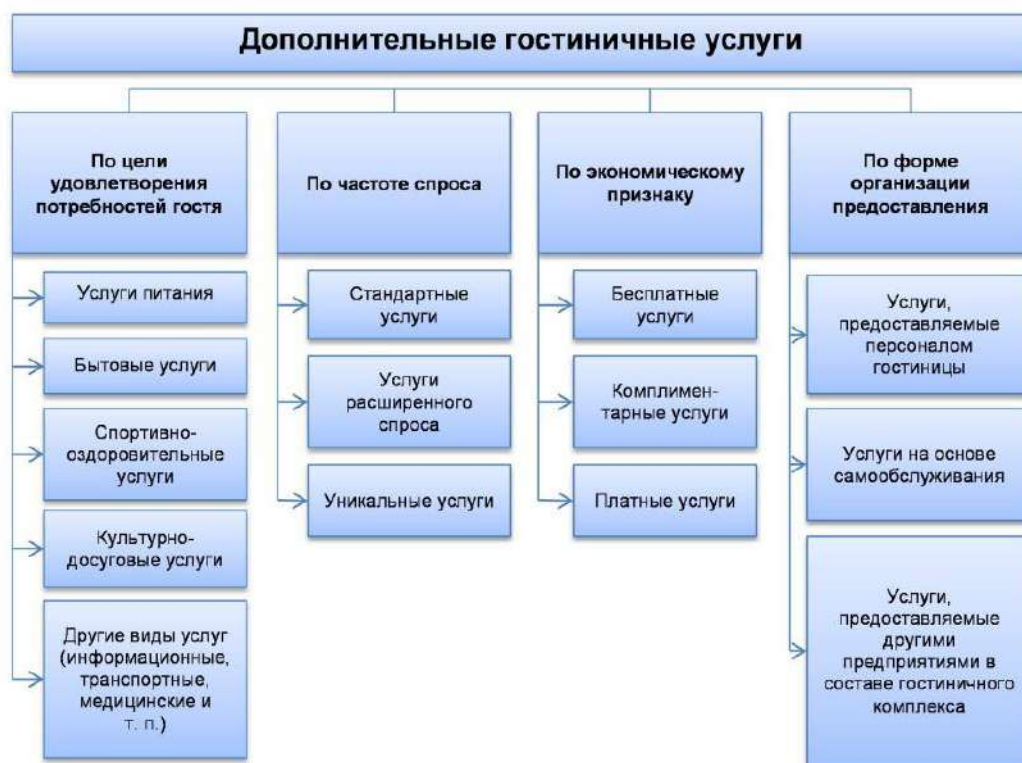 Дополнительные гостиничные услуги
По цели
удовлетворения
потребностей гостя
Услуги питания
Бытовые услуги
Спортивно-
оздоровительные
услуги
Культурно-
досуговые услуги
Другие виды услуг
(информационные,
транспортные,
медицинские и
т. п.)
По частоте спроса
Стандартные
услуги
Услуги
расширенного
спроса
Уникальные услуги
По экономическому
признаку
Бесплатные
услуги
Комплимен-
тарные услуги
Платные услуги
По форме
организации
предоставления
Услуги,
предоставляемые
персоналом
гостиницы
Услуги на основе
самообслуживания
Услуги,
предоставляемые
другими
предприятиями в
составе гостиничного
комплекса